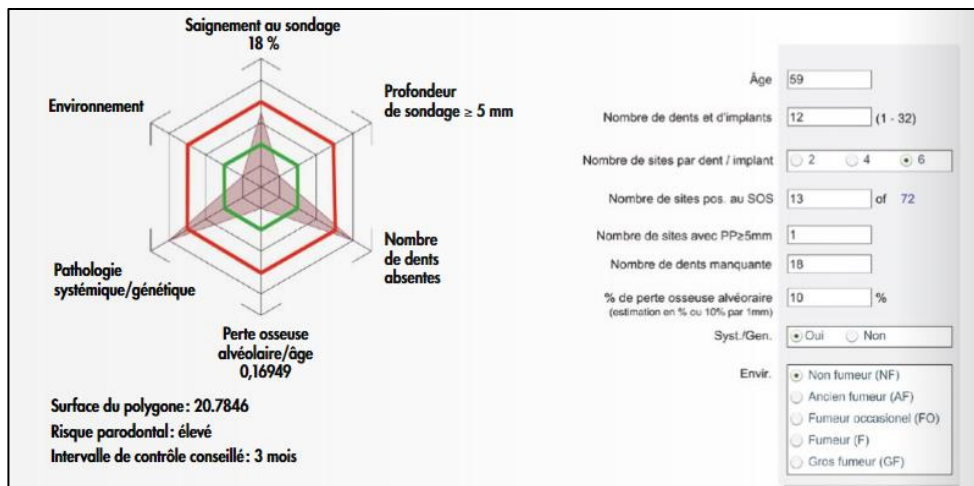 Saignement au sondage
18 %
Environnement
Profondeur
de sondage ≥ 5 mm
Nombre
de dents
absentes
Pathologie
systémique/génétique
Perte osseuse
alvéolaire/âge
0,16949
Surface du polygone: 20.7846
Risque parodontal: élevé
Intervalle de contrôle conseillé: 3 mois
Âge 59
Nombre de dents et d'implants 12 (1 - 32)
Nombre de sites par dent / implant 2 4 6
Nombre de sites pos. au SOS 13 of 72
Nombre de sites avec PP≥5mm 1
Nombre de dents manquante 18
% de perte osseuse alvéoraire 10 %
(estimation en % ou 10% par 1mm)
Syst./Gen. Oui Non
Envir. Non fumeur (NF)
Ancien fumeur (AF)
Fumeur occasionel (FO)
Fumeur (F)
Gros fumeur (GF)